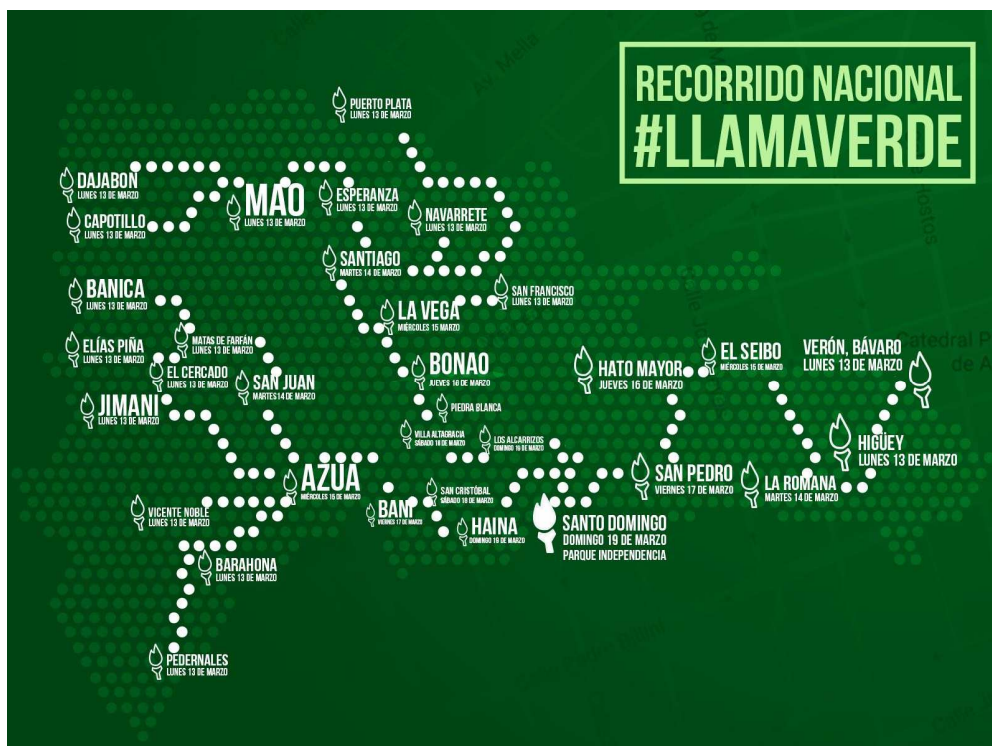 RECORRIDO NACIONAL
#LLAMAVERDE
PUERTO PLATA
LUNES 13 DE MARZO
DAJABON
LUNES 13 DE MARZO
MAO
LUNES 13 DE MARZO
ESPERANZA
LUNES 13 DE MARZO
CAPOTILLO
LUNES 13 DE MARZO
NAVARRETE
LUNES 13 DE MARZO
SANTIAGO
MARTES 14 DE MARZO
BANICA
LUNES 13 DE MARZO
SAN FRANCISCO
LUNES 13 DE MARZO
LA VEGA
MIÉRCOLES 15 MARZO
ELÍAS PIÑA
LUNES 13 DE MARZO
MATAS DE FARFÁN
LUNES 13 DE MARZO
EL CERCADO
LUNES 13 DE MARZO
SAN JUAN
MARTES 14 DE MARZO
BONAO
JUEVES 16 DE MARZO
HATO MAYOR
JUEVES 16 DE MARZO
EL SEIBO
MIÉRCOLES 15 DE MARZO
VERÓN, BÁVARO
LUNES 13 DE MARZO
JIMANI
LUNES 13 DE MARZO
PIEDRA BLANCA
VILLA ALTAGRACIA
SÁBADO 18 DE MARZO
LOS ALCARRIZOS
DOMINGO 19 DE MARZO
HIGÜEY
LUNES 13 DE MARZO
AZUA
MIÉRCOLES 15 DE MARZO
SAN PEDRO
VIERNES 17 DE MARZO
LA ROMANA
MARTES 14 DE MARZO
SAN CRISTÓBAL
SÁBADO 18 DE MARZO
BANI
VIERNES 17 DE MARZO
VICENTE NOBLE
LUNES 13 DE MARZO
HAINA
DOMINGO 19 DE MARZO
SANTO DOMINGO
DOMINGO 19 DE MARZO
PARQUE INDEPENDENCIA
BARAHONA
LUNES 13 DE MARZO
PEDERNALES
LUNES 13 DE MARZO
Av. Mella
Hostos
Catedral P
de A